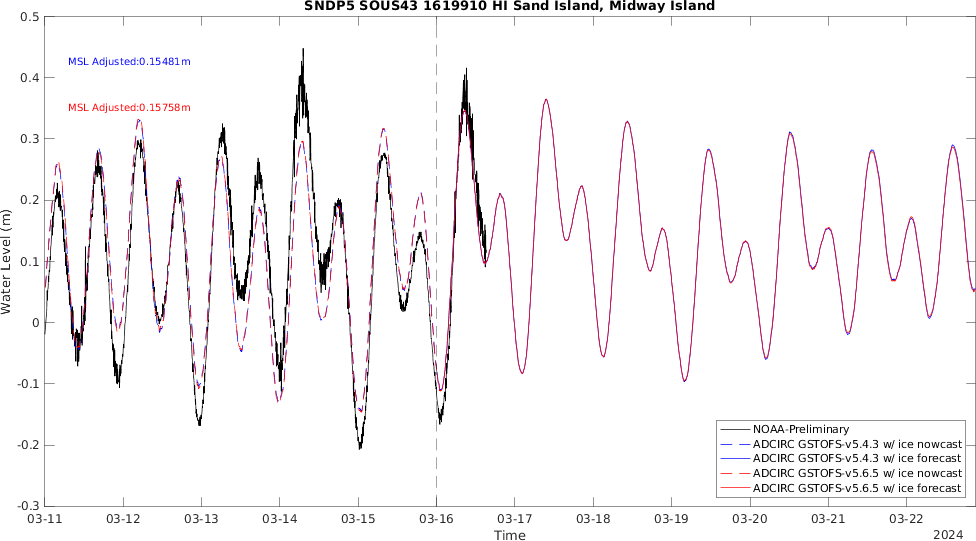 SNDP5 SOUS43 1619910 HI Sand Island, Midway Island
0.5
0.4
0.3
0.2
0.1
0
-0.1
-0.2
-0.3
Water Level (m)
MSL Adjusted:0.15481m
MSL Adjusted:0.15758m
NOAA-Preliminary
ADCIRC GSTOFS-v5.4.3 w/ ice nowcast
ADCIRC GSTOFS-v5.4.3 w/ ice forecast
ADCIRC GSTOFS-v5.6.5 w/ ice nowcast
ADCIRC GSTOFS-v5.6.5 w/ ice forecast
03-11 03-12 03-13 03-14 03-15 03-16 03-17 03-18 03-19 03-20 03-21 03-22
Time
2024